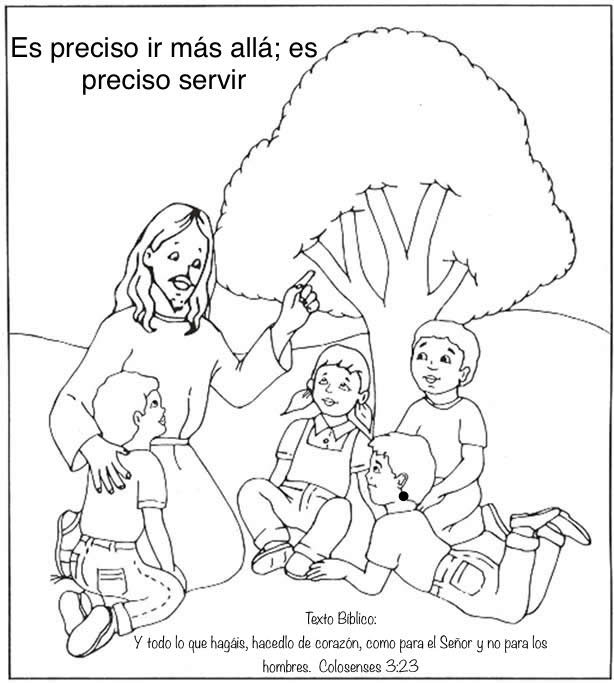 Es preciso ir más allá; es
preciso servir
Texto Bíblico:
Y todo lo que hagáis, hacedlo de corazón, como para el Señor y no para los
hombres. Colosenses 3:23